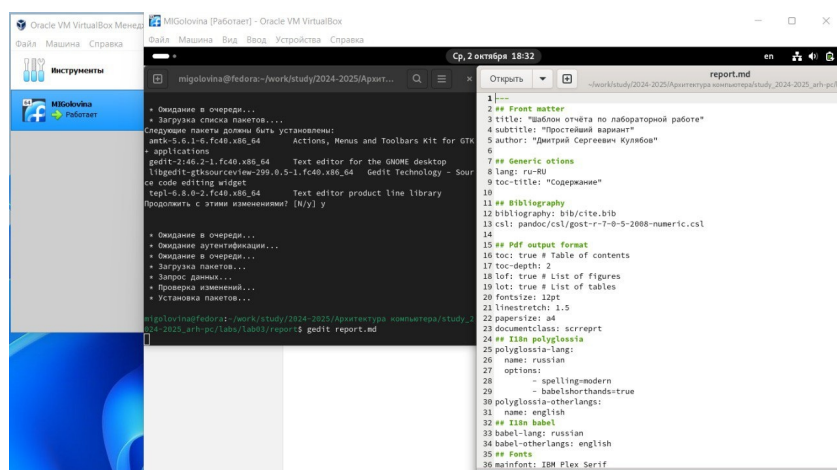 Oracle VM VirtualBox Менед
Файл Машина Справка
Инструменты
64
MIGolovina
Работает
MIGolovina [Работает] - Oracle VM VirtualBox
Файл Машина Вид Ввод Устройства Справка
Ср, 2 октября 18:32
en
migolovina@fedora:~/work/study/2024-2025/Архит...
* Ожидание в очереди...
* Загрузка списка пакетов....
Следующие пакеты должны быть установлены:
amtk-5.6.1-6.fc40.x86_64 Actions, Menus and Toolbars Kit for GTK
+ applications
gedit-2:46.2-1.fc40.x86_64 Text editor for the GNOME desktop
libgedit-gtksourceview-299.0.5-1.fc40.x86_64 Gedit Technology - Sour
ce code editing widget
tepl-6.8.0-2.fc40.x86_64 Text editor product line library
Продолжить с этими изменениями? [N/y] y
* Ожидание в очереди...
* Ожидание аутентификации...
* Ожидание в очереди...
* Загрузка пакетов...
* Запрос данных...
* Проверка изменений...
* Установка пакетов...
migolovina@fedora:~/work/study/2024-2025/Архитектура компьютера/study_2
024-2025_arh-pc/labs/lab03/report$ gedit report.md
Открыть
report.md
~/work/study/2024-2025/Архитектура компьютера/study_2024-2025_arh-pc/l
1 ---
2 ## Front matter
3 title: "Шаблон отчёта по лабораторной работе"
4 subtitle: "Простейший вариант"
5 author: "Дмитрий Сергеевич Кулябов"
6
7 ## Generic otions
8 lang: ru-RU
9 toc-title: "Содержание"
10
11 ## Bibliography
12 bibliography: bib/cite.bib
13 csl: pandoc/csl/gost-r-7-0-5-2008-numeric.csl
14
15 ## Pdf output format
16 toc: true # Table of contents
17 toc-depth: 2
18 lof: true # List of figures
19 lot: true # List of tables
20 fontsize: 12pt
21 linestretch: 1.5
22 papersize: a4
23 documentclass: scrreprt
24 ## I18n polyglossia
25 polyglossia-lang:
26 name: russian
27 options:
28 - spelling=modern
29 - babelshorthands=true
30 polyglossia-otherlangs:
31 name: english
32 ## I18n babel
33 babel-lang: russian
34 babel-otherlangs: english
35 ## Fonts
36 mainfont: IBM Plex Serif